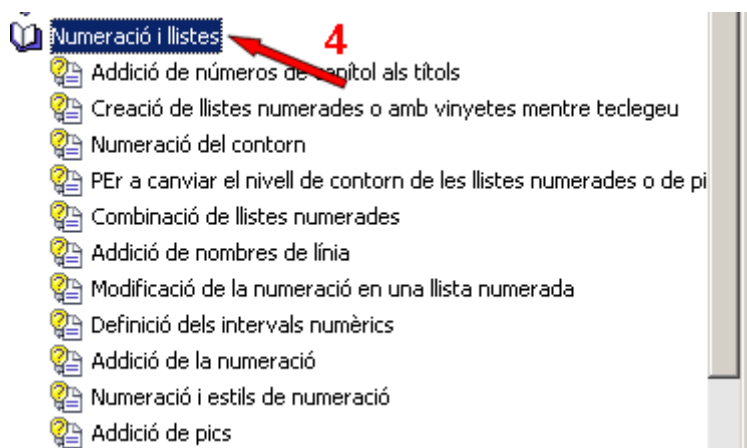 Numeració i llistes 4
Addició de números de capítol als títols
Creació de llistes numerades o amb vinyetes mentre teclegeu
Numeració del contorn
PEr a canviar el nivell de contorn de les llistes numerades o de pi
Combinació de llistes numerades
Addició de nombres de línia
Modificació de la numeració en una llista numerada
Definició dels intervals numèrics
Addició de la numeració
Numeració i estils de numeració
Addició de pics